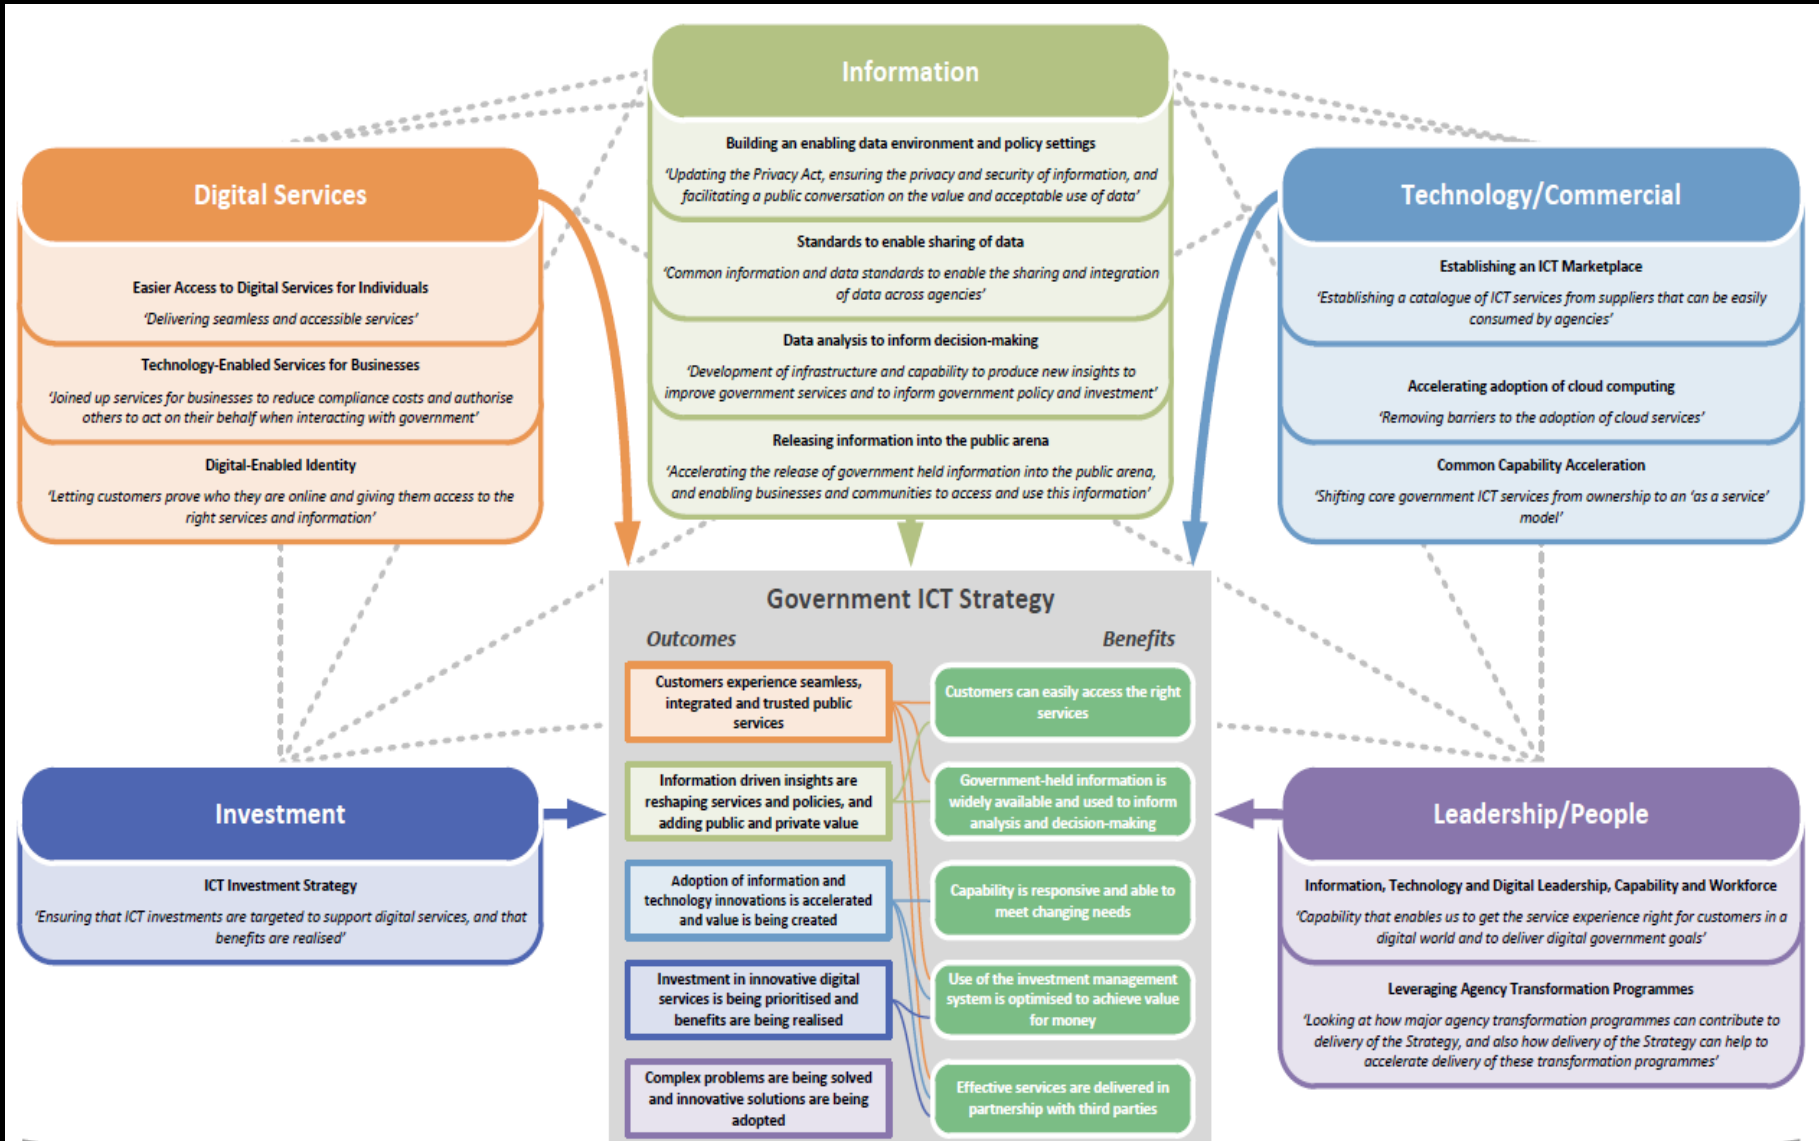 Information
Building an enabling data environment and policy settings
‘Updating the Privacy Act, ensuring the privacy and security of information, and
facilitating a public conversation on the value and acceptable use of data’
Standards to enable sharing of data
‘Common information and data standards to enable the sharing and integration
of data across agencies’
Data analysis to inform decision-making
‘Development of infrastructure and capability to produce new insights to
improve government services and to inform government policy and investment’
Releasing information into the public arena
‘Accelerating the release of government held information into the public arena,
and enabling businesses and communities to access and use this information’
Digital Services
Easier Access to Digital Services for Individuals
‘Delivering seamless and accessible services’
Technology-Enabled Services for Businesses
‘Joined up services for businesses to reduce compliance costs and authorise
others to act on their behalf when interacting with government’
Digital-Enabled Identity
‘Letting customers prove who they are online and giving them access to the
right services and information’
Technology/Commercial
Establishing an ICT Marketplace
‘Establishing a catalogue of ICT services from suppliers that can be easily
consumed by agencies’
Accelerating adoption of cloud computing
‘Removing barriers to the adoption of cloud services’
Common Capability Acceleration
‘Shifting core government ICT services from ownership to an ‘as a service’
model’
Government ICT Strategy
Outcomes
Customers experience seamless,
integrated and trusted public
services
Information driven insights are
reshaping services and policies, and
adding public and private value
Adoption of information and
technology innovations is accelerated
and value is being created
Investment in innovative digital
services is being prioritised and
benefits are being realised
Complex problems are being solved
and innovative solutions are being
adopted
Benefits
Customers can easily access the right
services
Government-held information is
widely available and used to inform
analysis and decision-making
Capability is responsive and able to
meet changing needs
Use of the investment management
system is optimised to achieve value
for money
Effective services are delivered in
partnership with third parties
Investment
ICT Investment Strategy
‘Ensuring that ICT investments are targeted to support digital services, and that
benefits are realised’
Leadership/People
Information, Technology and Digital Leadership, Capability and Workforce
‘Capability that enables us to get the service experience right for customers in a
digital world and to deliver digital government goals’
Leveraging Agency Transformation Programmes
‘Looking at how major agency transformation programmes can contribute to
delivery of the Strategy, and also how delivery of the Strategy can help to
accelerate delivery of these transformation programmes’